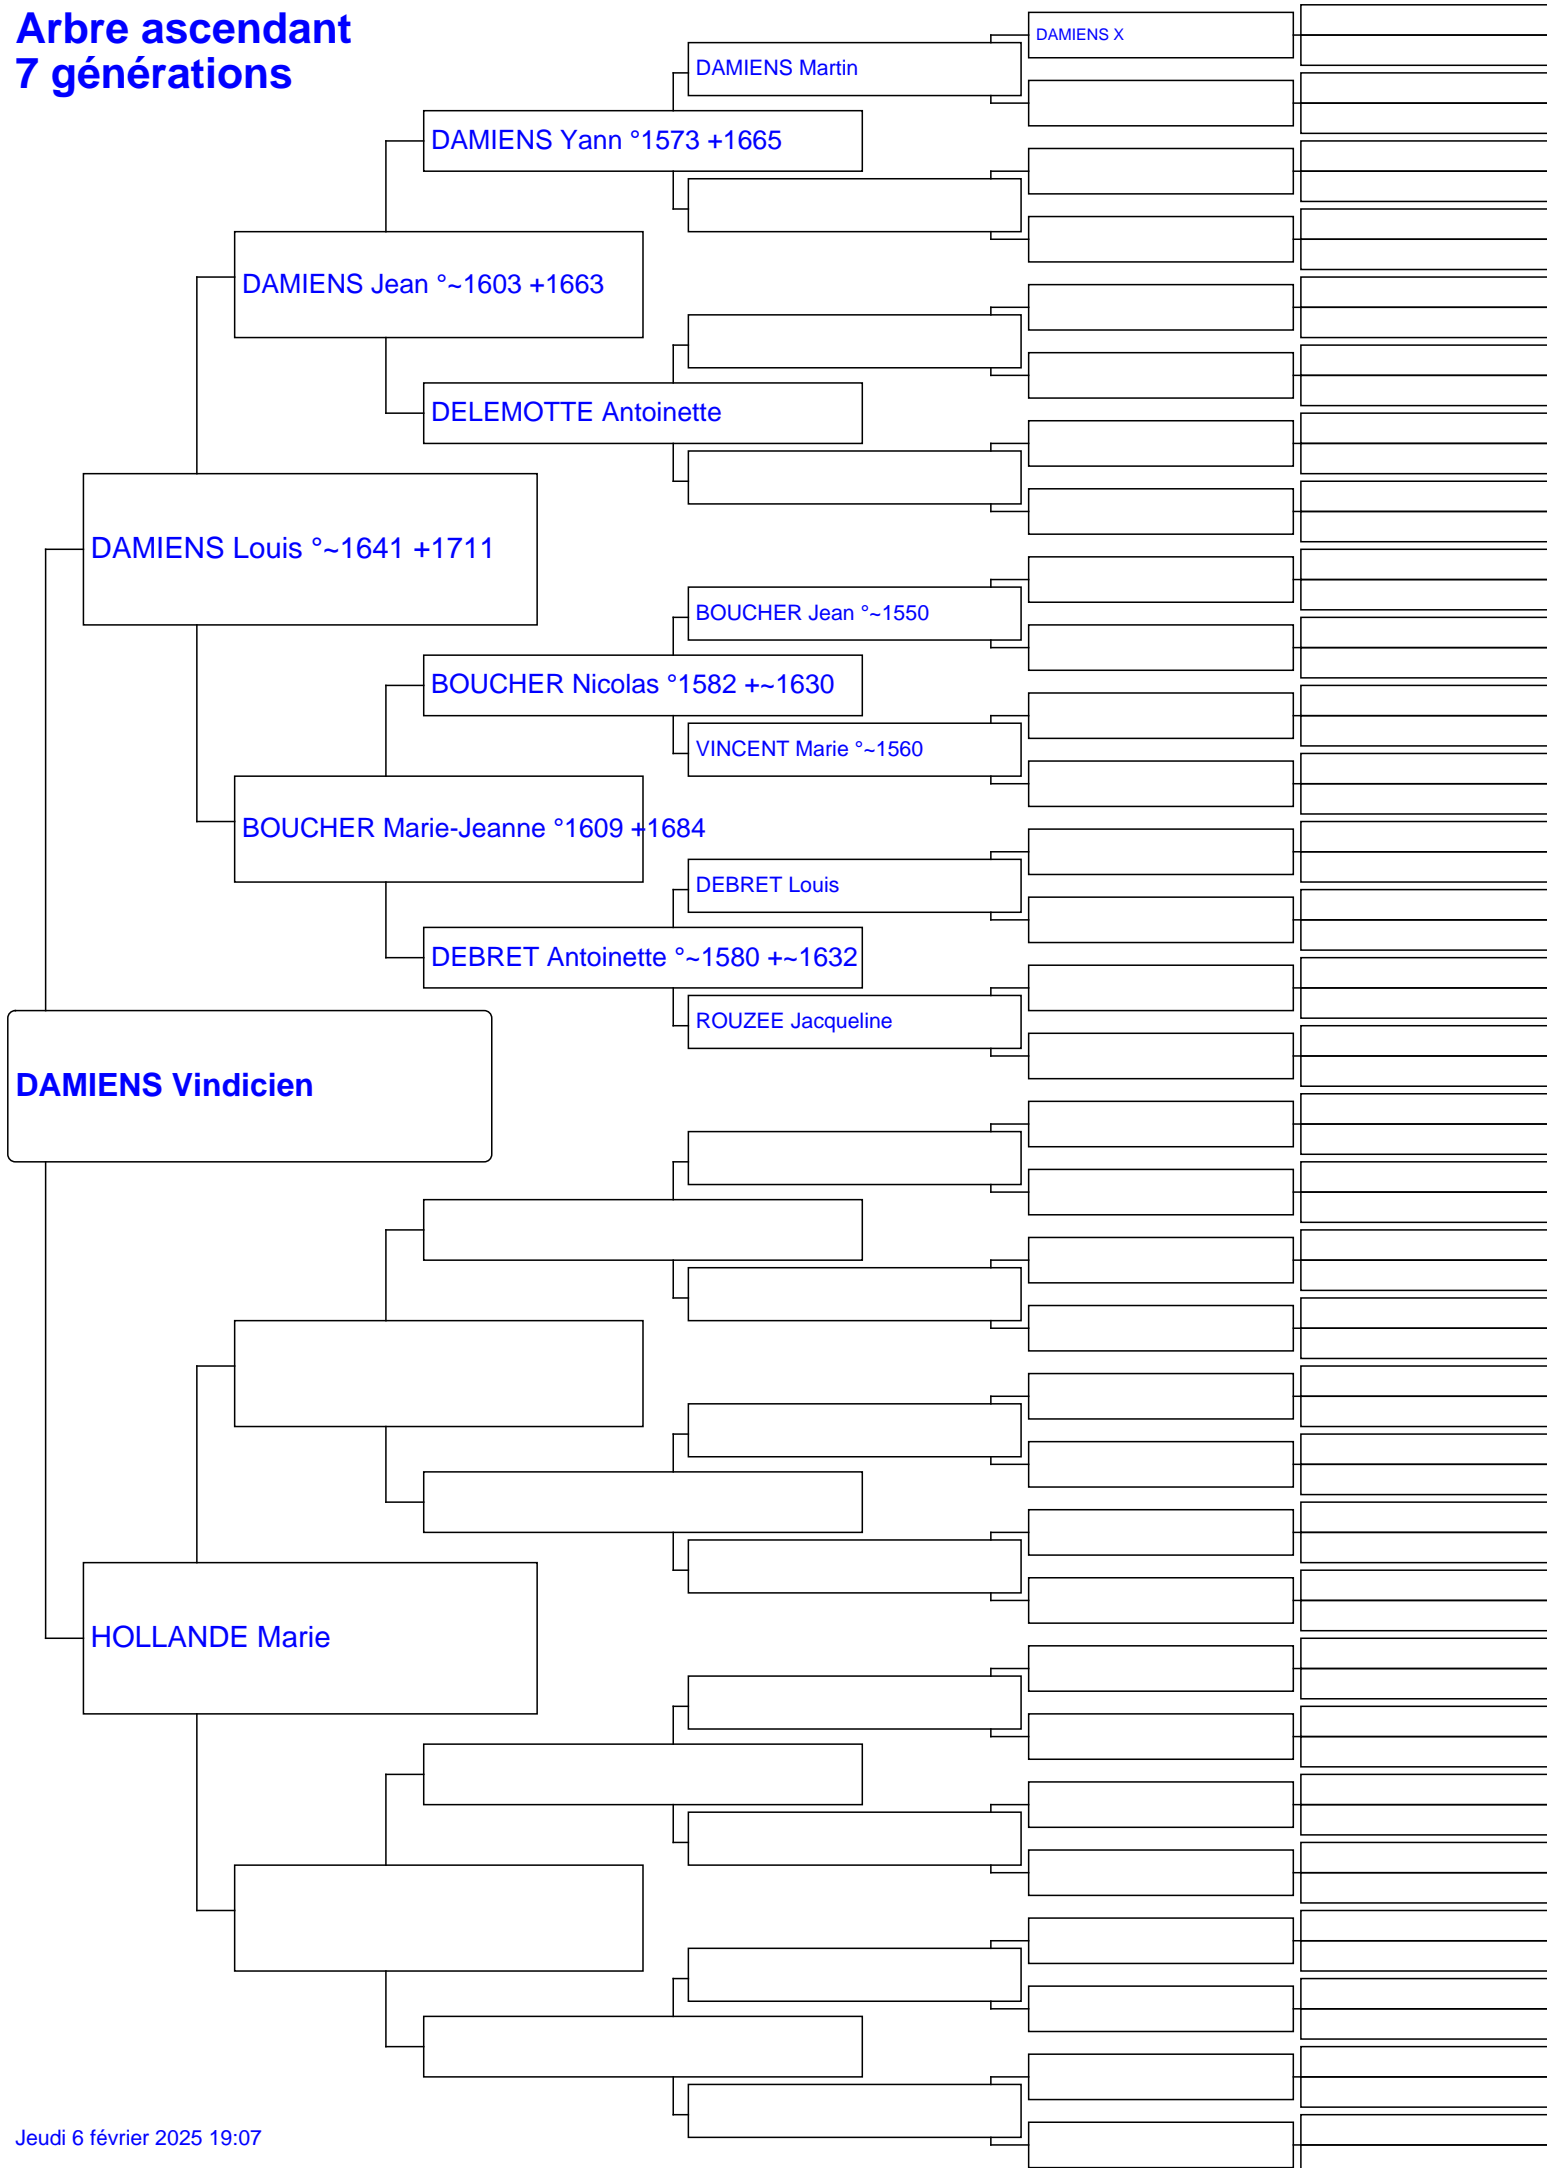 Arbre ascendant
7 générations
DAMIENS X
DAMIENS Martin
DAMIENS Yann °1573 +1665
DAMIENS Jean °~1603 +1663
DELEMOTTE Antoinette
DAMIENS Louis °~1641 +1711
BOUCHER Jean °~1550
BOUCHER Nicolas °1582 +~1630
VINCENT Marie °~1560
BOUCHER Marie-Jeanne °1609 +1684
DEBRET Louis
DEBRET Antoinette °~1580 +~1632
ROUZEE Jacqueline
DAMIENS Vindicien
HOLLANDE Marie
Jeudi 6 février 2025 19:07